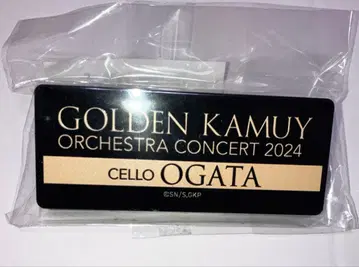 GOLDEN KAMUY
ORCHESTRA CONCERT 2024
CELLO OGATA
©SN/S,GKP